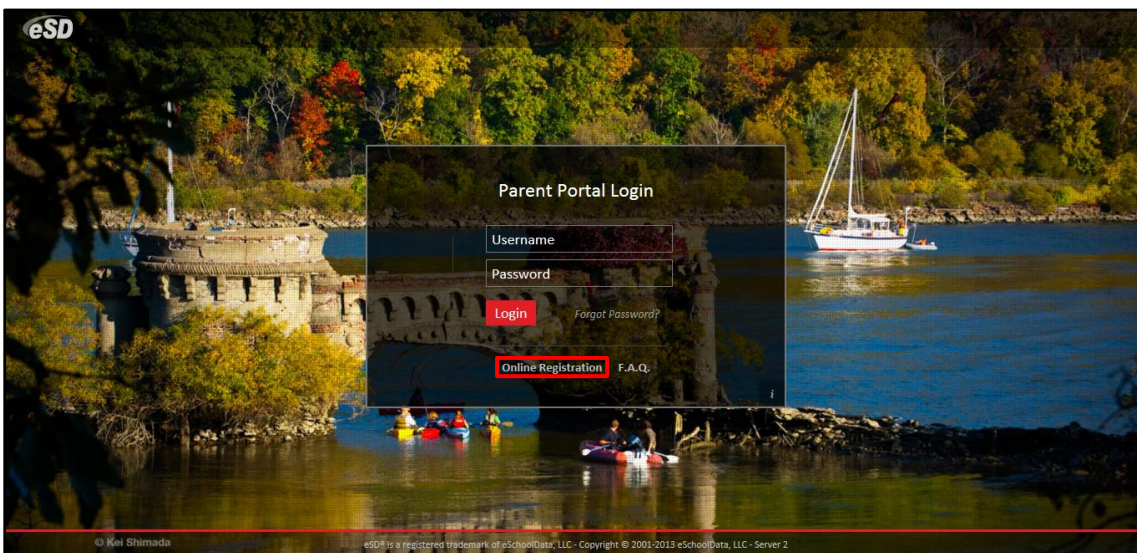 eSD
Parent Portal Login
Username
Password
Login Forgot Password?
Online Registration F.A.Q.
i
© Kei Shimada
eSD® is a registered trademark of eSchoolData, LLC - Copyright © 2001-2013 eSchoolData, LLC - Server 2